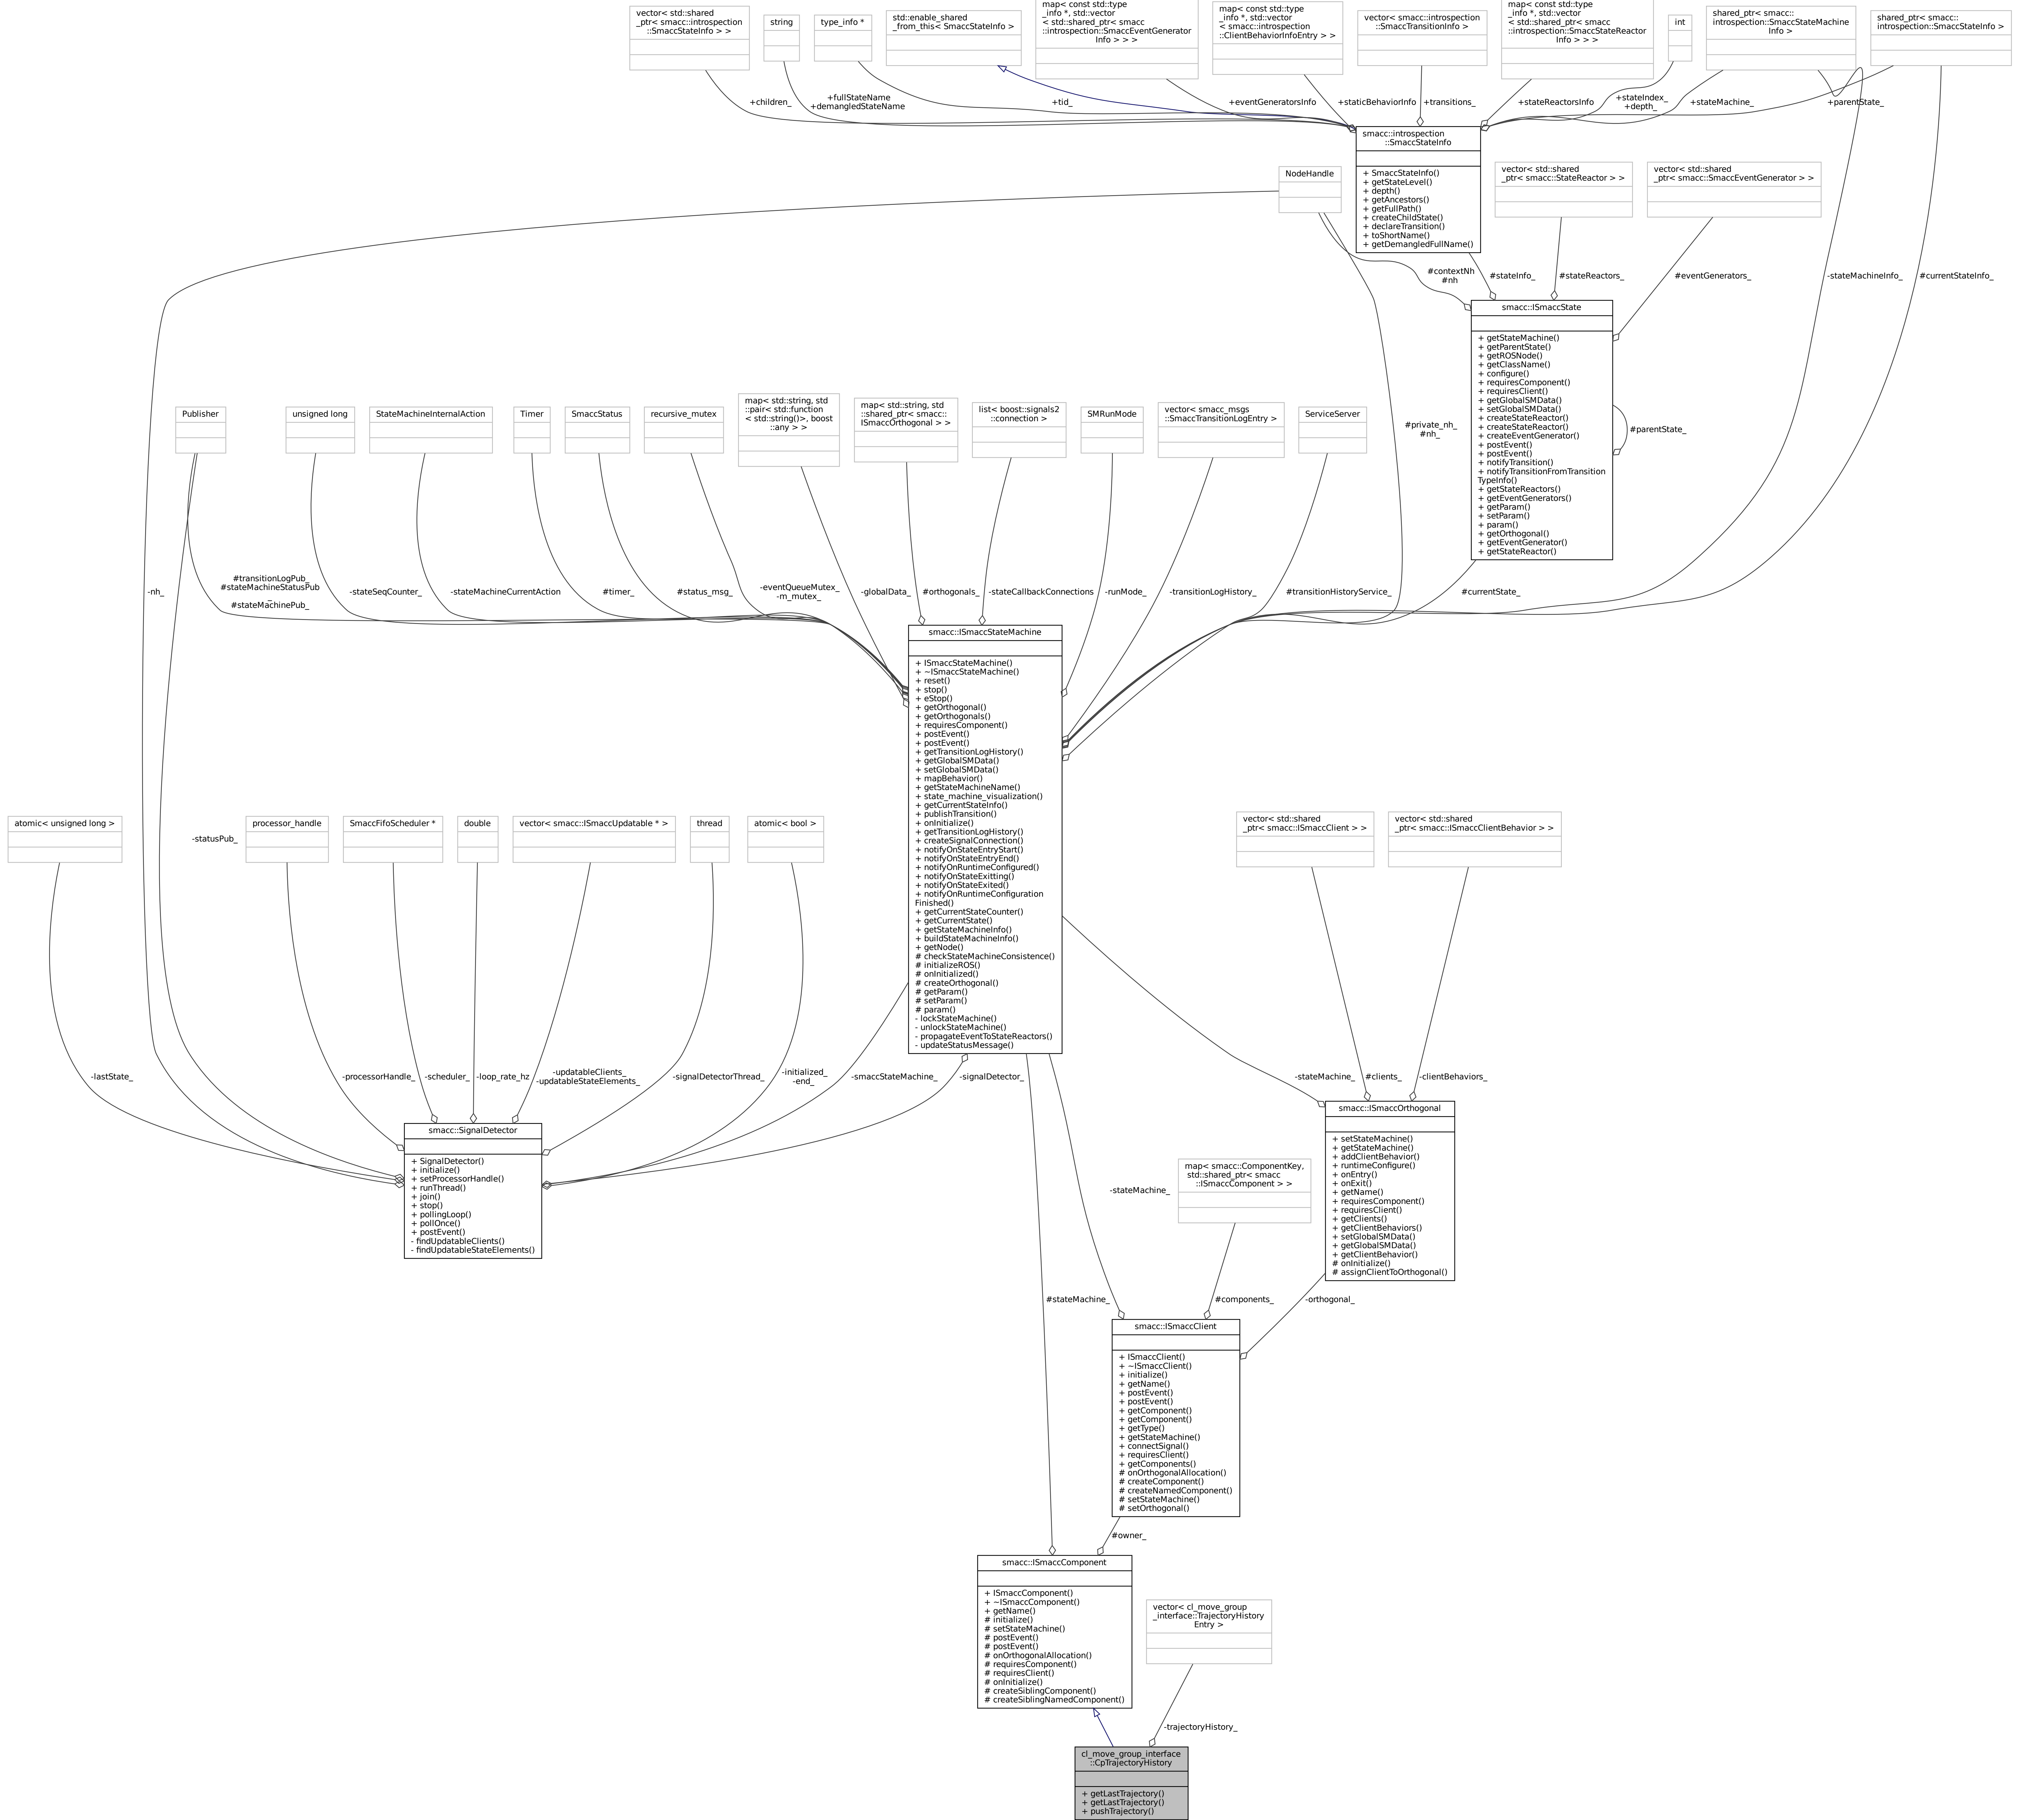 vector< std::shared
_ptr< smacc::introspection
::SmaccStateInfo > >
string
type_info *
std::enable_shared
_from_this< SmaccStateInfo >
map< const std::type
_info *, std::vector
< std::shared_ptr< smacc
::introspection::SmaccEventGenerator
Info > > >
map< const std::type
_info *, std::vector
< smacc::introspection
::ClientBehaviorInfoEntry > >
vector< smacc::introspection
::SmaccTransitionInfo >
map< const std::type
_info *, std::vector
< std::shared_ptr< smacc
::introspection::SmaccStateReactor
Info > > >
int
shared_ptr< smacc::
introspection::SmaccStateMachine
Info >
shared_ptr< smacc::
introspection::SmaccStateInfo >
+children_
+fullStateName
+demangledStateName
+tid_
+eventGeneratorsInfo
+staticBehaviorInfo
+transitions_
+stateReactorsInfo
+stateIndex_
+depth_
+stateMachine_
+parentState_
smacc::introspection
::SmaccStateInfo
+ SmaccStateInfo()
+ getStateLevel()
+ depth()
+ getAncestors()
+ getFullPath()
+ createChildState()
+ declareTransition()
+ toShortName()
+ getDemangledFullName()
NodeHandle
vector< std::shared
_ptr< smacc::StateReactor > >
vector< std::shared
_ptr< smacc::SmaccEventGenerator > >
#contextNh
#nh
#stateInfo_
#stateReactors_
#eventGenerators_
-stateMachineInfo_
#currentStateInfo_
smacc::ISmaccState
+ getStateMachine()
+ getParentState()
+ getROSNode()
+ getClassName()
+ configure()
+ requiresComponent()
+ requiresClient()
+ getGlobalSMData()
+ setGlobalSMData()
+ createStateReactor()
+ createStateReactor()
+ createEventGenerator()
+ postEvent()
+ postEvent()
+ notifyTransition()
+ notifyTransitionFromTransition
TypeInfo()
+ getStateReactors()
+ getEventGenerators()
+ getParam()
+ setParam()
+ param()
+ getOrthogonal()
+ getEventGenerator()
+ getStateReactor()
#parentState_
Publisher
unsigned long
StateMachineInternalAction
Timer
SmaccStatus
recursive_mutex
map< std::string, std
::pair< std::function
< std::string()>, boost
::any > >
map< std::string, std
::shared_ptr< smacc::
ISmaccOrthogonal > >
list< boost::signals2
::connection >
SMRunMode
vector< smacc_msgs
::SmaccTransitionLogEntry >
ServiceServer
#private_nh_
#nh_
-nh_
#transitionLogPub_
#stateMachineStatusPub
_
#stateMachinePub_
-stateSeqCounter_
-stateMachineCurrentAction
#timer_
#status_msg_
-eventQueueMutex_
-m_mutex_
-globalData_
#orthogonals_
-stateCallbackConnections
-runMode_
-transitionLogHistory_
#transitionHistoryService_
#currentState_
smacc::ISmaccStateMachine
+ ISmaccStateMachine()
+ ~ISmaccStateMachine()
+ reset()
+ stop()
+ eStop()
+ getOrthogonal()
+ getOrthogonals()
+ requiresComponent()
+ postEvent()
+ postEvent()
+ getTransitionLogHistory()
+ getGlobalSMData()
+ setGlobalSMData()
+ mapBehavior()
+ getStateMachineName()
+ state_machine_visualization()
+ getCurrentStateInfo()
+ publishTransition()
+ onInitialize()
+ getTransitionLogHistory()
+ createSignalConnection()
+ notifyOnStateEntryStart()
+ notifyOnStateEntryEnd()
+ notifyOnRuntimeConfigured()
+ notifyOnStateExitting()
+ notifyOnStateExited()
+ notifyOnRuntimeConfiguration
Finished()
+ getCurrentStateCounter()
+ getCurrentState()
+ getStateMachineInfo()
+ buildStateMachineInfo()
+ getNode()
# checkStateMachineConsistence()
# initializeROS()
# onInitialized()
# createOrthogonal()
# getParam()
# setParam()
# param()
- lockStateMachine()
- unlockStateMachine()
- propagateEventToStateReactors()
- updateStatusMessage()
atomic< unsigned long >
-statusPub_
processor_handle
SmaccFifoScheduler *
double
vector< smacc::ISmaccUpdatable * >
thread
atomic< bool >
vector< std::shared
_ptr< smacc::ISmaccClient > >
vector< std::shared
_ptr< smacc::ISmaccClientBehavior > >
-lastState_
-processorHandle_
-scheduler_
-loop_rate_hz
-updatableClients_
-updatableStateElements_
-signalDetectorThread_
-initialized_
-end_
-smaccStateMachine_
-signalDetector_
-stateMachine_
#clients_
-clientBehaviors_
smacc::SignalDetector
+ SignalDetector()
+ initialize()
+ setProcessorHandle()
+ runThread()
+ join()
+ stop()
+ pollingLoop()
+ pollOnce()
+ postEvent()
- findUpdatableClients()
- findUpdatableStateElements()
smacc::ISmaccOrthogonal
+ setStateMachine()
+ getStateMachine()
+ addClientBehavior()
+ runtimeConfigure()
+ onEntry()
+ onExit()
+ getName()
+ requiresComponent()
+ requiresClient()
+ getClients()
+ getClientBehaviors()
+ setGlobalSMData()
+ getGlobalSMData()
+ getClientBehavior()
# onInitialize()
# assignClientToOrthogonal()
map< smacc::ComponentKey,
std::shared_ptr< smacc
::ISmaccComponent > >
-stateMachine_
#stateMachine_
#components_
-orthogonal_
smacc::ISmaccClient
+ ISmaccClient()
+ ~ISmaccClient()
+ initialize()
+ getName()
+ postEvent()
+ postEvent()
+ getComponent()
+ getComponent()
+ getType()
+ getStateMachine()
+ connectSignal()
+ requiresClient()
+ getComponents()
# onOrthogonalAllocation()
# createComponent()
# createNamedComponent()
# setStateMachine()
# setOrthogonal()
#owner_
smacc::ISmaccComponent
+ ISmaccComponent()
+ ~ISmaccComponent()
+ getName()
# initialize()
# setStateMachine()
# postEvent()
# postEvent()
# onOrthogonalAllocation()
# requiresComponent()
# requiresClient()
# onInitialize()
# createSiblingComponent()
# createSiblingNamedComponent()
vector< cl_move_group
_interface::TrajectoryHistory
Entry >
-trajectoryHistory_
cl_move_group_interface
::CpTrajectoryHistory
+ getLastTrajectory()
+ getLastTrajectory()
+ pushTrajectory()